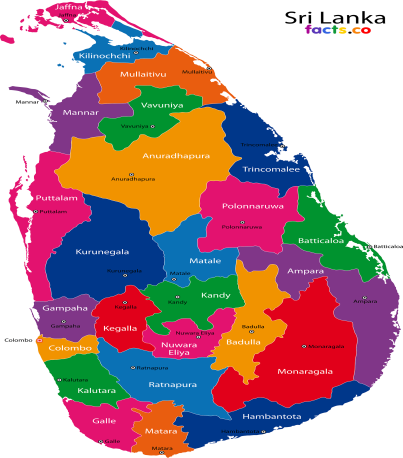 Sri Lanka
facts.co
Jaffna
Jaffna
Kilinochchi
Kilinochchi
Mullaitivu
Mullaitivu
Mannar
Mannar
Vavuniya
Vavuniya
Trincomalee
Anuradhapura
Anuradhapura
Trincomalee
Puttalam
Puttalam
Polonnaruwa
Polonnaruwa
Batticaloa
Batticaloa
Kurunegala
Kurunegala
Matale
Matale
Ampara
Ampara
Kandy
Kandy
Gampaha
Gampaha
Kegalla
Kegalla
Nuwara Eliya
Nuwara
Eliya
Badulla
Badulla
Colombo
Colombo
Monaragala
Monaragala
Ratnapura
Ratnapura
Kalutara
Kalutara
Galle
Galle
Matara
Matara
Hambantota
Hambantota